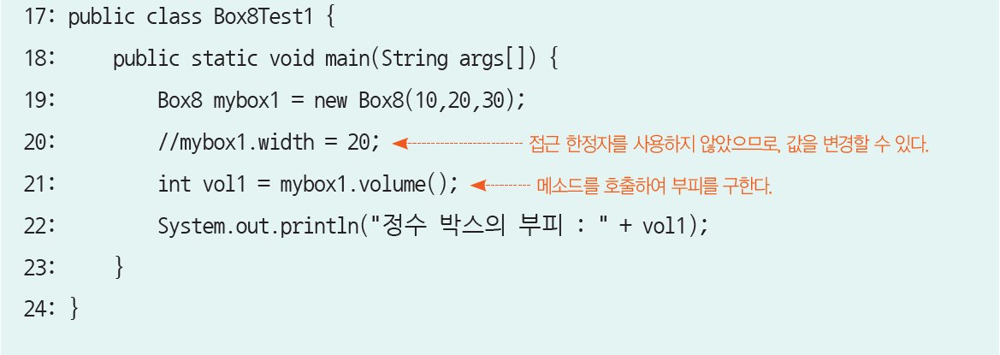 17: public class Box8Test1 {
18: public static void main(String args[]) {
19: Box8 mybox1 = new Box8(10,20,30);
20: //mybox1.width = 20; 접근 한정자를 사용하지 않았으므로, 값을 변경할 수 있다.
21: int vol1 = mybox1.volume(); 메소드를 호출하여 부피를 구한다.
22: System.out.println("정수 박스의 부피 : " + vol1);
23: }
24: }